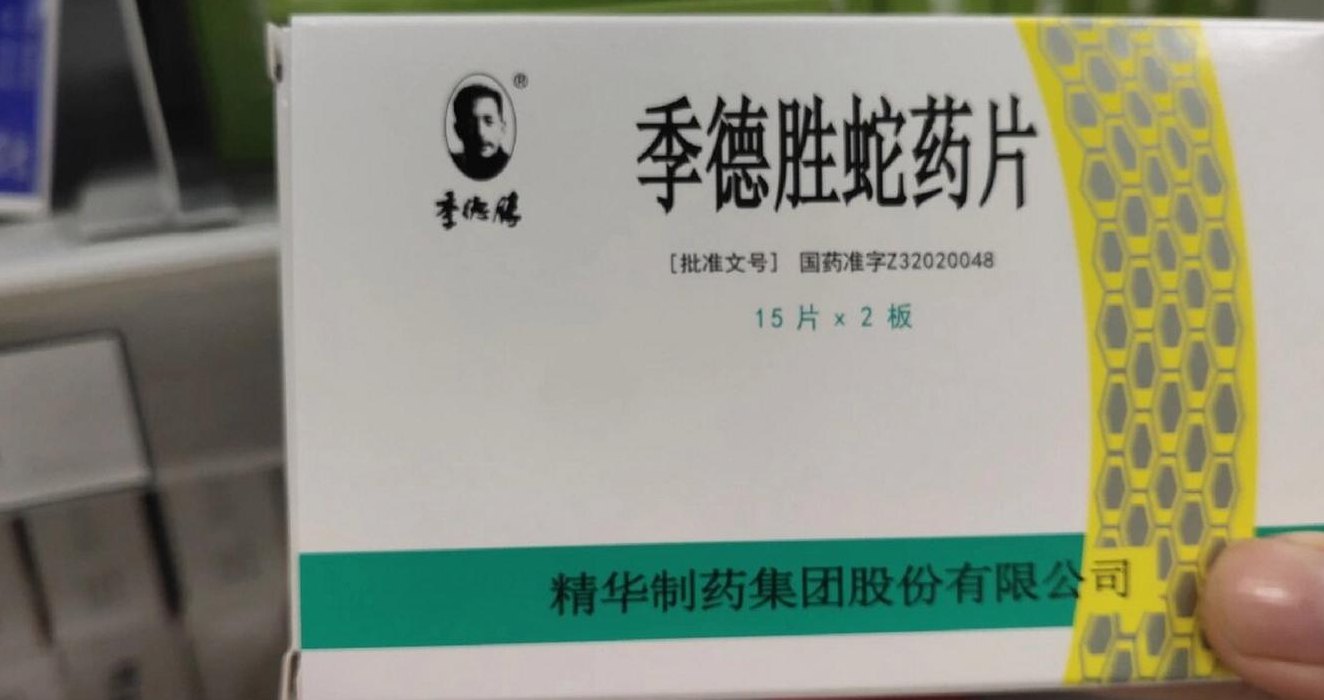 ®
季德胜
季德胜蛇药片
[批准文号] 国药准字Z32020048
15 片 × 2 板
精华制药集团股份有限公司